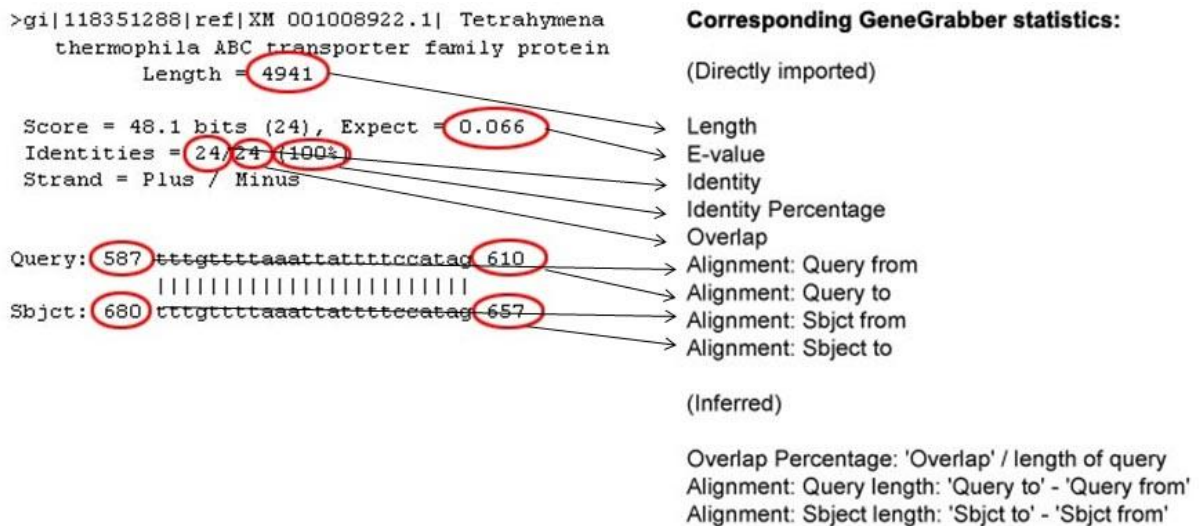 >gi|118351288|ref|XM 001008922.1| Tetrahymena
thermophila ABC transporter family protein
Length = 4941
Score = 48.1 bits (24), Expect = 0.066
Identities = 24/24 (100%)
Strand = Plus / Minus
Query: 587 tttgttttaaattattttccatag 610
||||||||||||||||||||||||
Sbjct: 680 tttgttttaaattattttccatag 657
Corresponding GeneGrabber statistics:
(Directly imported)
Length
E-value
Identity
Identity Percentage
Overlap
Alignment: Query from
Alignment: Query to
Alignment: Sbjct from
Alignment: Sbject to
(Inferred)
Overlap Percentage: 'Overlap' / length of query
Alignment: Query length: 'Query to' - 'Query from'
Alignment: Sbject length: 'Sbjct to' - 'Sbjct from'